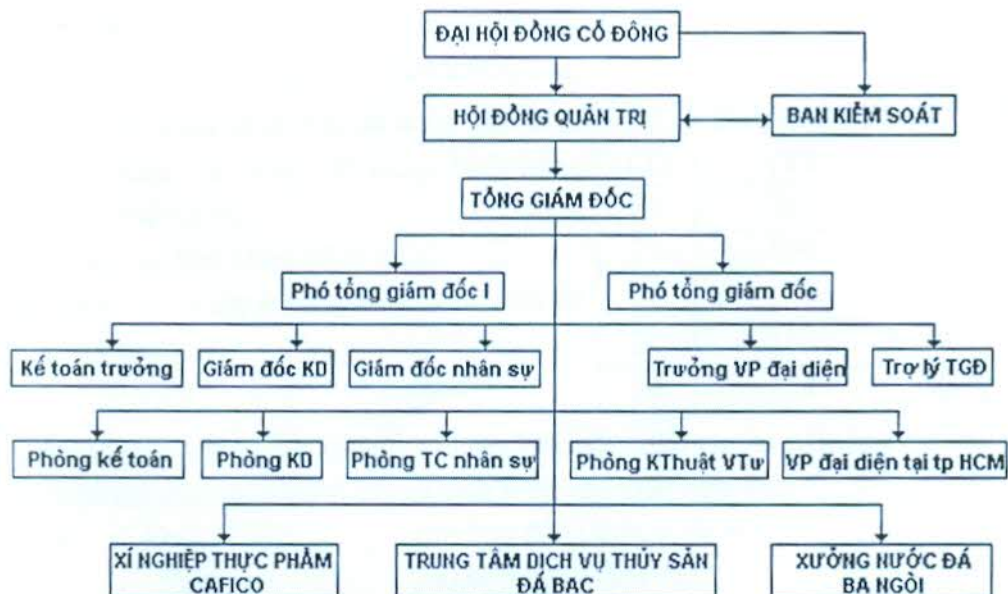 ĐẠI HỘI ĐỒNG CỔ ĐÔNG
HỘI ĐỒNG QUẢN TRỊ
BAN KIỂM SOÁT
TỔNG GIÁM ĐỐC
Phó tổng giám đốc I
Phó tổng giám đốc
Kế toán trưởng
Giám đốc KD
Giám đốc nhân sự
Trưởng VP đại diện
Trợ lý TGĐ
Phòng kế toán
Phòng KD
Phòng TC nhân sự
Phòng KThuật VTư
VP đại diện tại tp HCM
XÍ NGHIỆP THỰC PHẨM
CAFICO
TRUNG TÂM DỊCH VỤ THỦY SẢN
ĐÁ BẠC
XƯỞNG NƯỚC ĐÁ
BA NGÒI